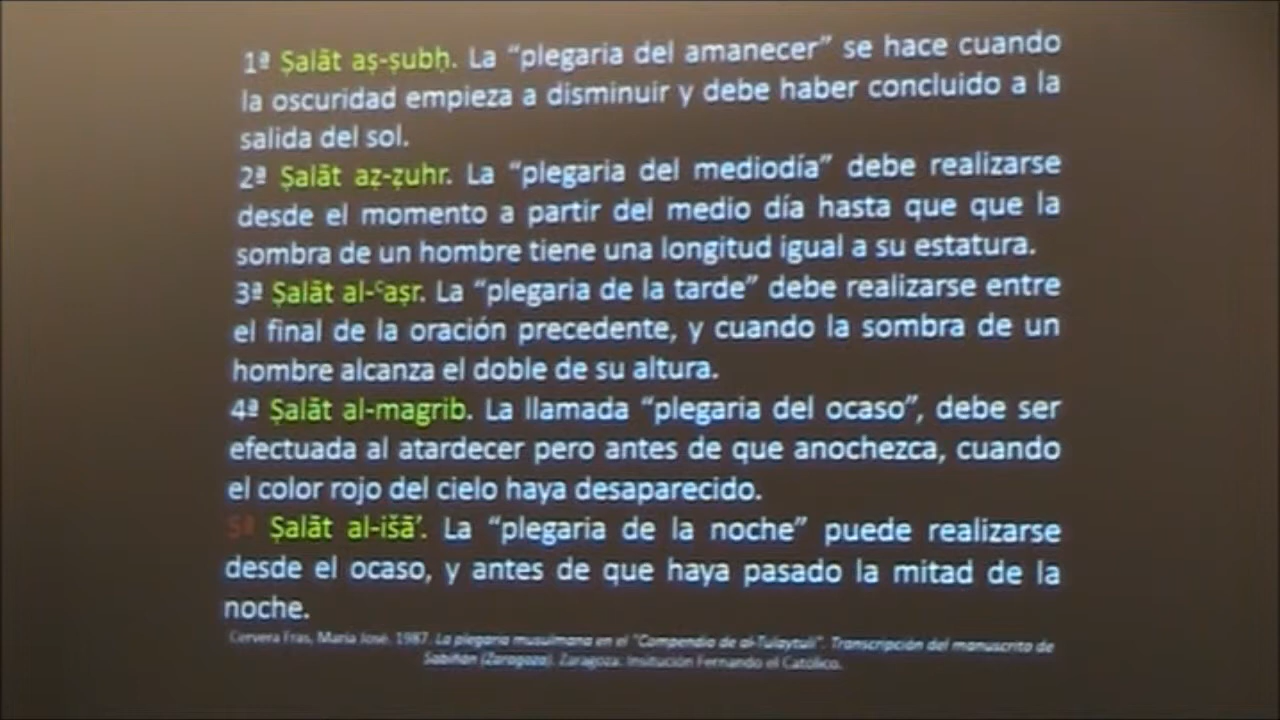 1ª Ṣalāt aṣ-ṣubḥ. La “plegaria del amanecer” se hace cuando
la oscuridad empieza a disminuir y debe haber concluido a la
salida del sol.
2ª Ṣalāt aẓ-ẓuhr. La “plegaria del mediodía” debe realizarse
desde el momento a partir del medio día hasta que que la
sombra de un hombre tiene una longitud igual a su estatura.
3ª Ṣalāt al-ᶜaṣr. La “plegaria de la tarde” debe realizarse entre
el final de la oración precedente, y cuando la sombra de un
hombre alcanza el doble de su altura.
4ª Ṣalāt al-magrib. La llamada “plegaria del ocaso”, debe ser
efectuada al atardecer pero antes de que anochezca, cuando
el color rojo del cielo haya desaparecido.
5ª Ṣalāt al-išā’. La “plegaria de la noche” puede realizarse
desde el ocaso, y antes de que haya pasado la mitad de la
noche.
Cervera Fras, María José. 1987. La plegaria musulmana en el “Compendio de al-Tulaytulí”. Transcripción del manuscrito de
Sabiñán (Zaragoza). Zaragoza. Insitución Fernando el Católico.